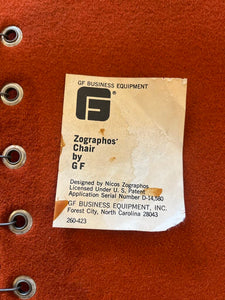 GF BUSINESS EQUIPMENT
GF®
Zographos'
Chair
by
GF
Designed by Nicos Zographos
Licensed Under U. S. Patent
Application Serial Number D-14,580
GF BUSINESS EQUIPMENT, INC.
Forest City, North Carolina 28043
260-423